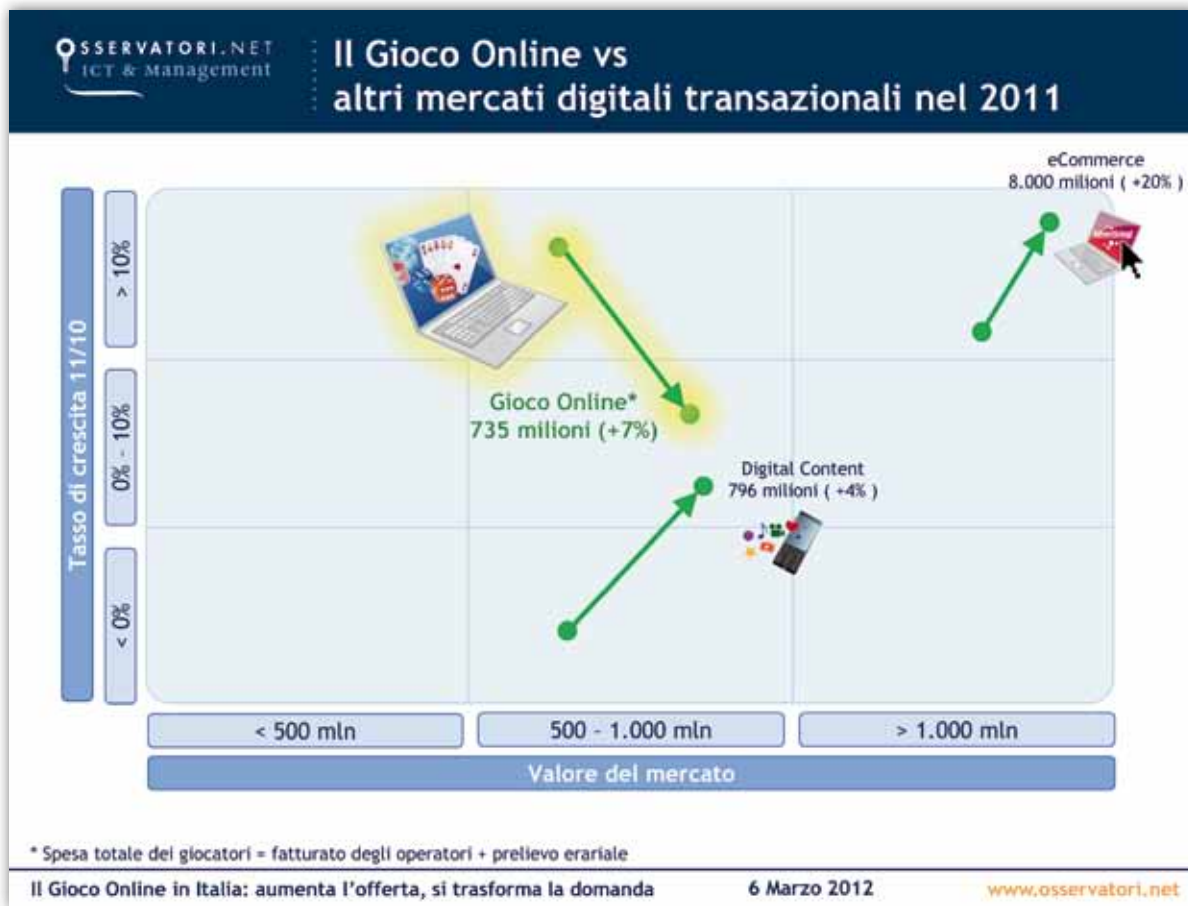 OSSERVATORI.NET
ICT & Management
Il Gioco Online vs
altri mercati digitali transazionali nel 2011
eCommerce
8.000 milioni ( +20% )
Tasso di crescita 11/10
> 10%
0% - 10%
< 0%
Gioco Online*
735 milioni (+7%)
Digital Content
796 milioni ( +4% )
< 500 mln
500 - 1.000 mln
> 1.000 mln
Valore del mercato
* Spesa totale dei giocatori = fatturato degli operatori + prelievo erariale
Il Gioco Online in Italia: aumenta l'offerta, si trasforma la domanda
6 Marzo 2012
www.osservatori.net